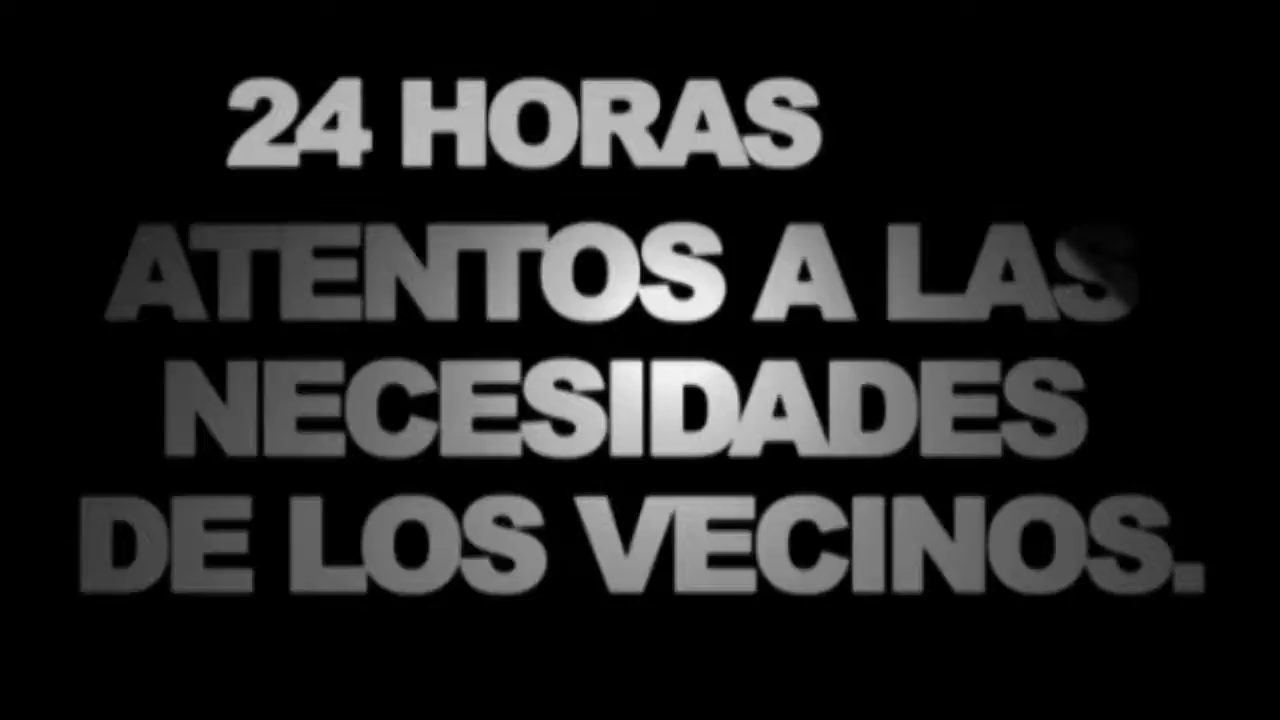 24 HORAS
ATENTOS A LAS
NECESIDADES
DE LOS VECINOS.